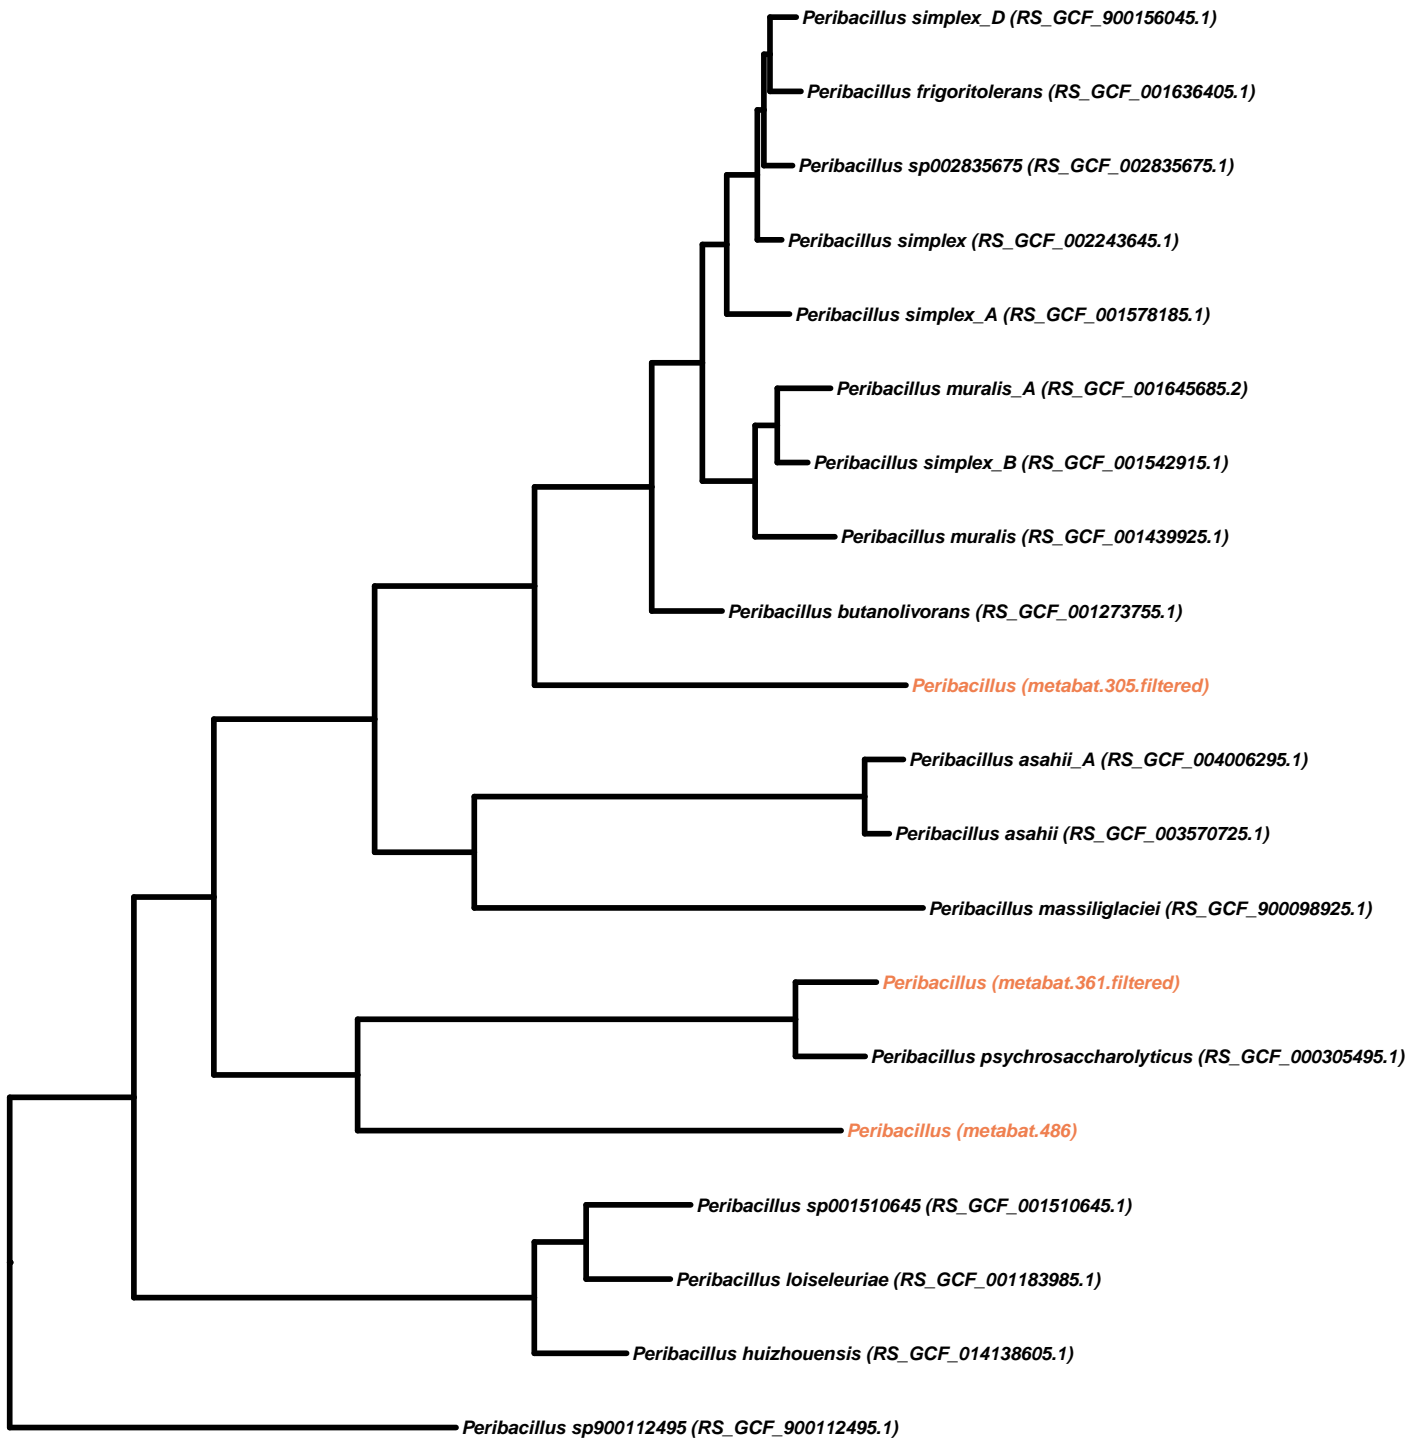 Peribacillus simplex_D (RS_GCF_900156045.1)
Peribacillus frigoritolerans (RS_GCF_001636405.1)
Peribacillus sp002835675 (RS_GCF_002835675.1)
Peribacillus simplex (RS_GCF_002243645.1)
Peribacillus simplex_A (RS_GCF_001578185.1)
Peribacillus muralis_A (RS_GCF_001645685.2)
Peribacillus simplex_B (RS_GCF_001542915.1)
Peribacillus muralis (RS_GCF_001439925.1)
Peribacillus butanolivorans (RS_GCF_001273755.1)
Peribacillus (metabat.305.filtered)
Peribacillus asahii_A (RS_GCF_004006295.1)
Peribacillus asahii (RS_GCF_003570725.1)
Peribacillus massiliglaciei (RS_GCF_900098925.1)
Peribacillus (metabat.361.filtered)
Peribacillus psychrosaccharolyticus (RS_GCF_000305495.1)
Peribacillus (metabat.486)
Peribacillus sp001510645 (RS_GCF_001510645.1)
Peribacillus loiseleuriae (RS_GCF_001183985.1)
Peribacillus huizhouensis (RS_GCF_014138605.1)
Peribacillus sp900112495 (RS_GCF_900112495.1)